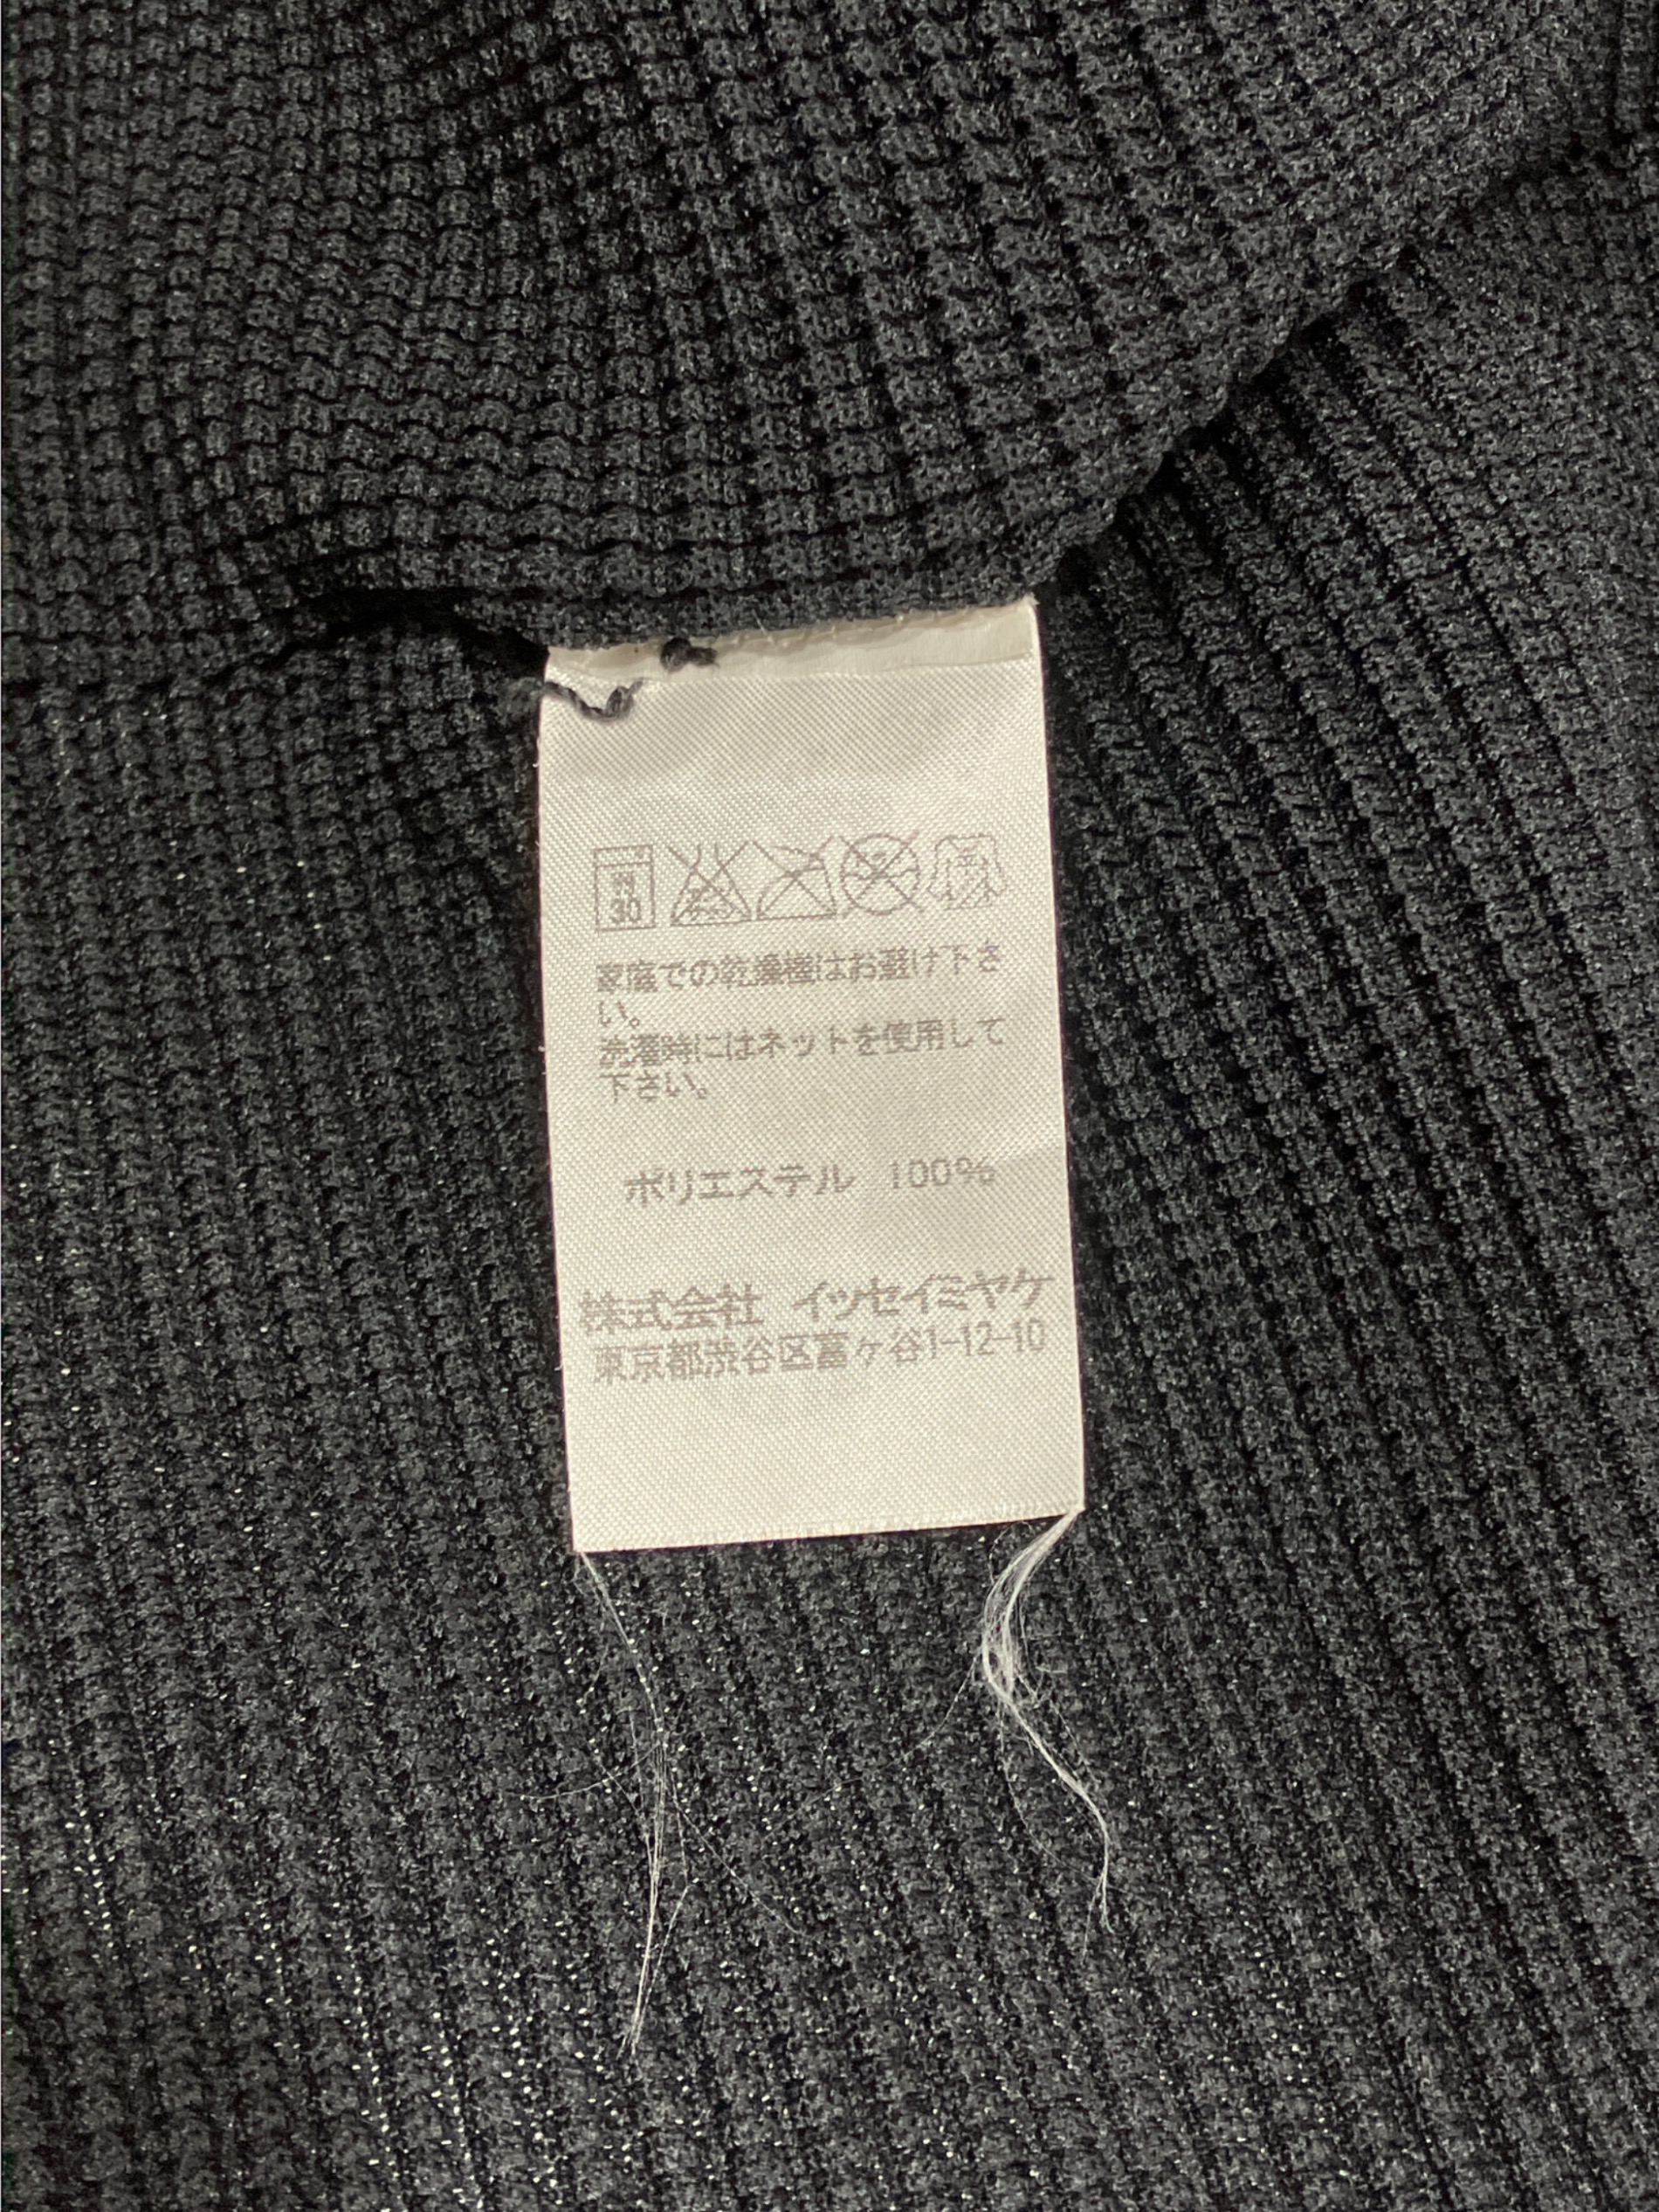 弱
30
家庭での乾燥機はお避け下さ
い。
洗濯時にはネットを使用して
下さい。
ポリエステル 100%
株式会社 イッセイミヤケ
東京都渋谷区富ヶ谷1-12-10